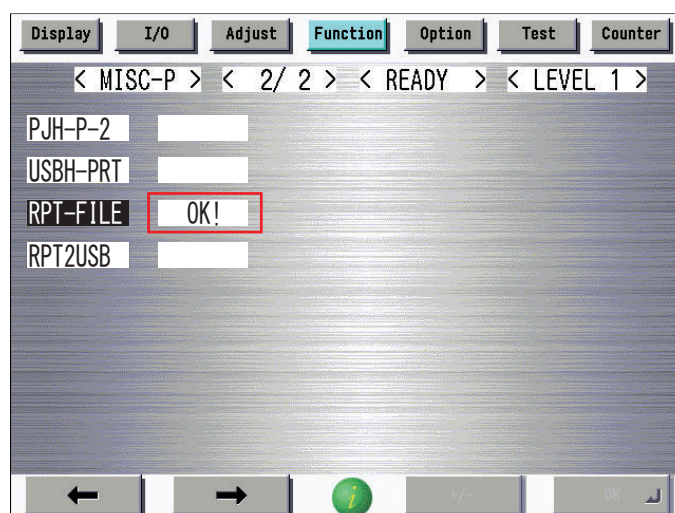 Display I/O Adjust Function Option Test Counter
< MISC-P > < 2/ 2 > < READY > < LEVEL 1 >
PJH-P-2
USBH-PRT
RPT-FILE OK!
RPT2USB
i +/- OK